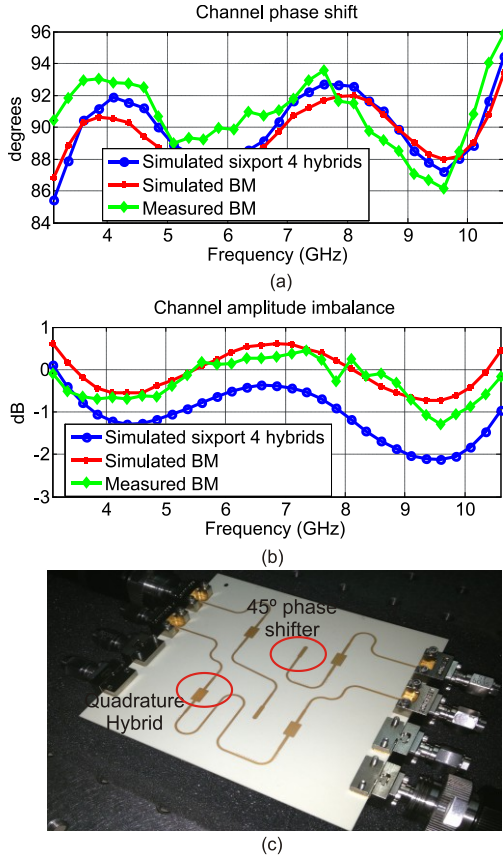 Channel phase shift
96
94
92
90
88
86
84
degrees
4
5
6
7
8
9
10
Simulated sixport 4 hybrids
Simulated BM
Measured BM
Frequency (GHz)
(a)
Channel amplitude imbalance
1
0
-1
-2
-3
dB
4
5
6
7
8
9
10
Simulated sixport 4 hybrids
Simulated BM
Measured BM
Frequency (GHz)
(b)
45º phase
shifter
Quadrature
Hybrid
(c)